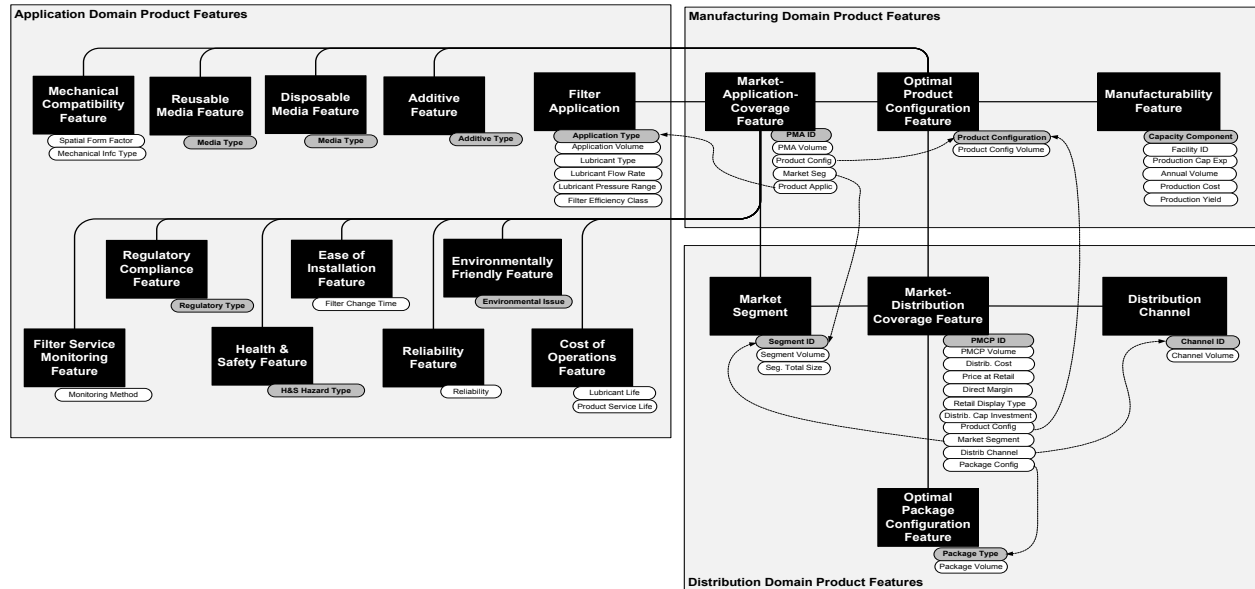 Application Domain Product Features
Mechanical
Compatibility
Feature
Spatial Form Factor
Mechanical Infc Type
Reusable
Media Feature
Media Type
Disposable
Media Feature
Media Type
Additive
Feature
Additive Type
Filter
Application
Application Type
Application Volume
Lubricant Type
Lubricant Flow Rate
Lubricant Pressure Range
Filter Efficiency Class
Regulatory
Compliance
Feature
Regulatory Type
Ease of
Installation
Feature
Filter Change Time
Environmentally
Friendly Feature
Environmental Issue
Filter Service
Monitoring
Feature
Monitoring Method
Health &
Safety Feature
H&S Hazard Type
Reliability
Feature
Reliability
Cost of
Operations
Feature
Lubricant Life
Product Service Life
Manufacturing Domain Product Features
Market-
Application-
Coverage
Feature
PMA ID
PMA Volume
Product Config
Market Seg
Product Applic
Optimal
Product
Configuration
Feature
Product Configuration
Product Config Volume
Manufacturability
Feature
Capacity Component
Facility ID
Production Cap Exp
Annual Volume
Production Cost
Production Yield
Market
Segment
Segment ID
Segment Volume
Seg. Total Size
Market-
Distribution
Coverage Feature
PMCP ID
PMCP Volume
Distrib. Cost
Price at Retail
Direct Margin
Retail Display Type
Distrib. Cap Investment
Product Config
Market Segment
Distrib Channel
Package Config
Distribution
Channel
Channel ID
Channel Volume
Optimal
Package
Configuration
Feature
Package Type
Package Volume
Distribution Domain Product Features